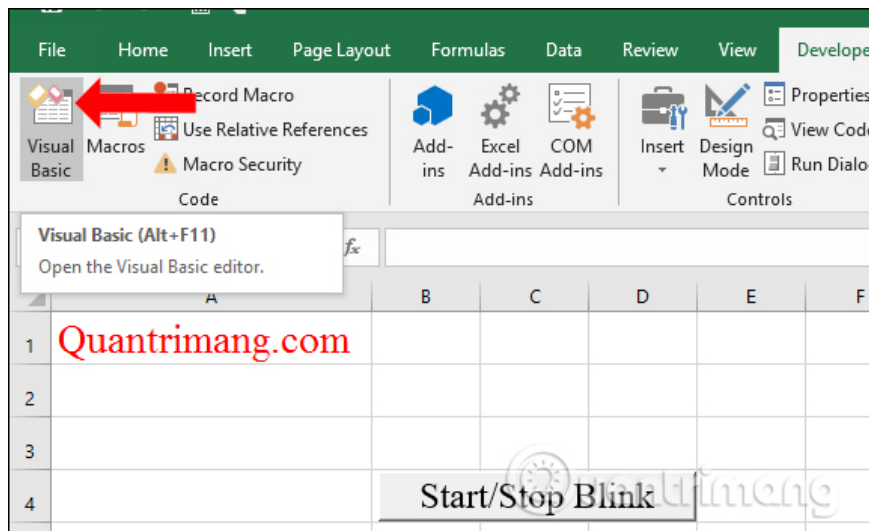 File Home Insert Page Layout Formulas Data Review View Develope
Record Macro
Use Relative References
Macro Security
Visual Basic
Macros
Code
Add-ins
Excel Add-ins
COM Add-ins
Add-ins
Insert
Design Mode
Properties
View Code
Run Dialo
Controls
Visual Basic (Alt+F11)
Open the Visual Basic editor.
fx
A B C D E F
1 Quantrimang.com
2
3
4 Start/Stop Blink
Quantrimang